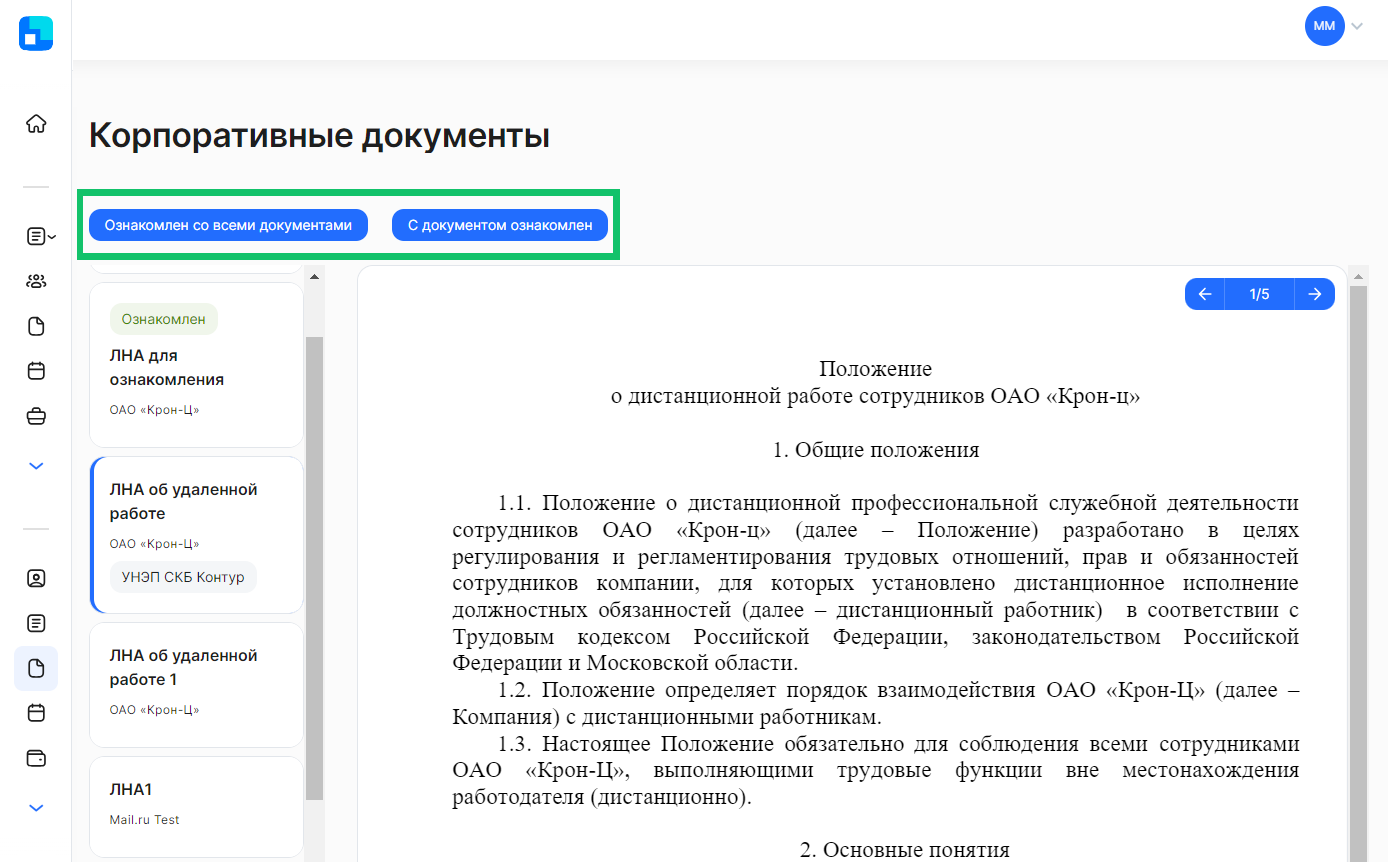 ММ
Корпоративные документы
Ознакомлен со всеми документами
С документом ознакомлен
Ознакомлен
ЛНА для
ознакомления
ОАО «Крон-Ц»
ЛНА об удаленной
работе
ОАО «Крон-Ц»
УНЭП СКБ Контур
ЛНА об удаленной
работе 1
ОАО «Крон-Ц»
ЛНА1
Mail.ru Test
1/5
Положение
о дистанционной работе сотрудников ОАО «Крон-ц»
1. Общие положения
1.1. Положение о дистанционной профессиональной служебной деятельности
сотрудников ОАО «Крон-ц» (далее – Положение) разработано в целях
регулирования и регламентирования трудовых отношений, прав и обязанностей
сотрудников компании, для которых установлено дистанционное исполнение
должностных обязанностей (далее – дистанционный работник) в соответствии с
Трудовым кодексом Российской Федерации, законодательством Российской
Федерации и Московской области.
1.2. Положение определяет порядок взаимодействия ОАО «Крон-Ц» (далее –
Компания) с дистанционными работникам.
1.3. Настоящее Положение обязательно для соблюдения всеми сотрудниками
ОАО «Крон-Ц», выполняющими трудовые функции вне местонахождения
работодателя (дистанционно).
2. Основные понятия